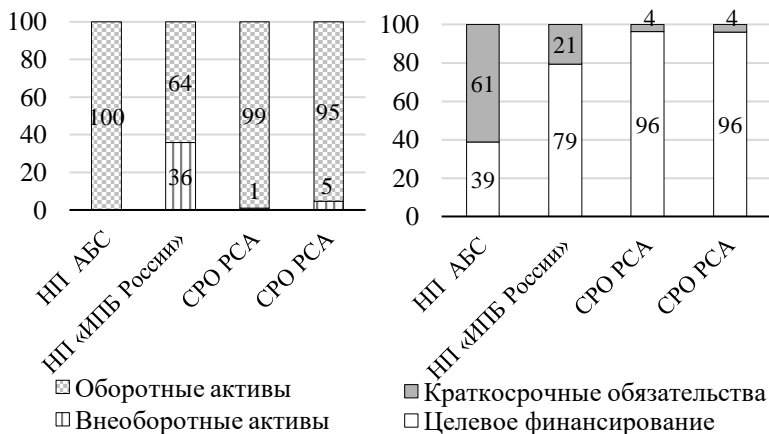 100
80
60
40
20
0
100
64
36
99
1
95
5
НП АБС
НП «ИПБ России»
СРО РСА
СРО РСА
Оборотные активы
Внеоборотные активы
100
80
60
40
20
0
61
39
21
79
4
96
4
96
НП АБС
НП «ИПБ России»
СРО РСА
СРО РСА
Краткосрочные обязательства
Целевое финансирование